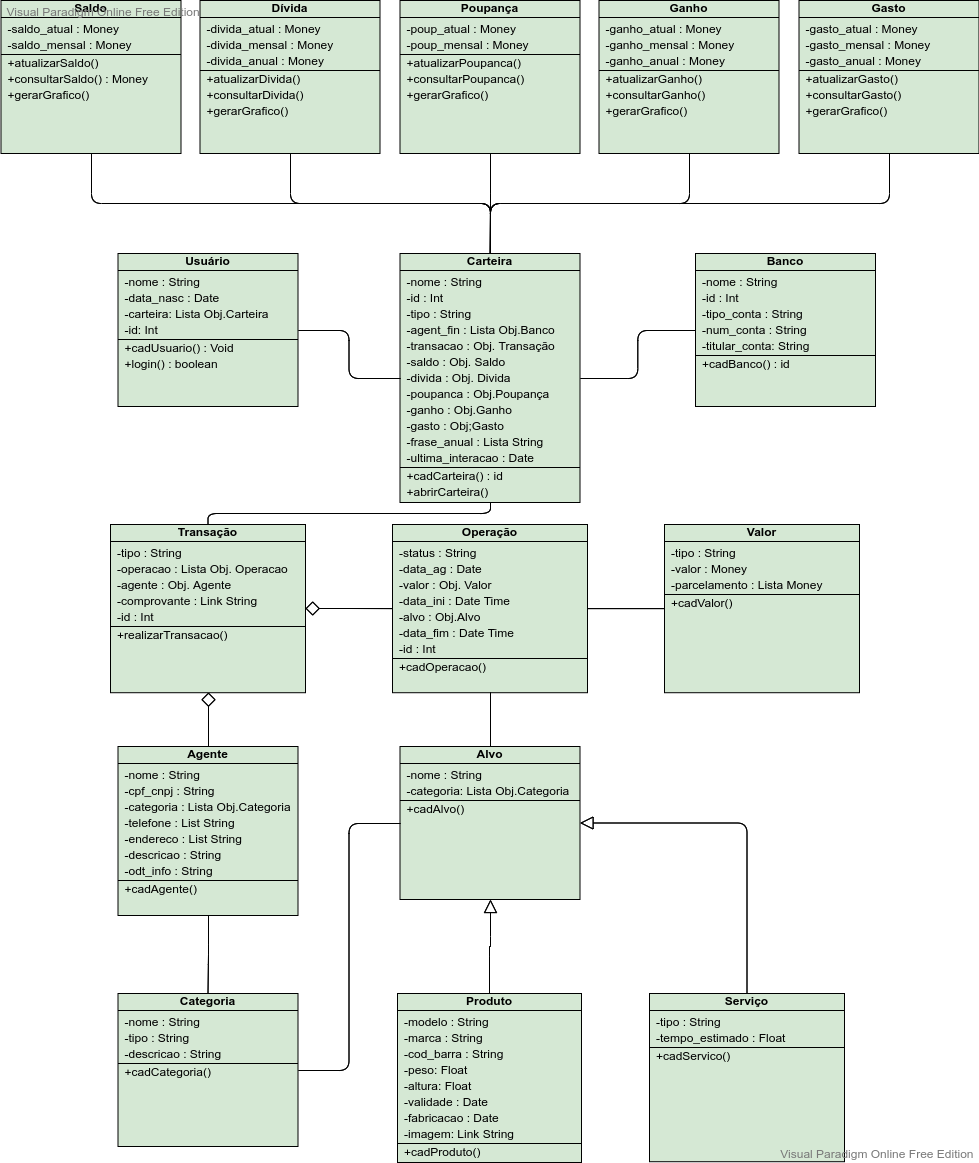 Visual Paradigm Online Free Edition
Saldo
-saldo_atual : Money
-saldo_mensal : Money
+atualizarSaldo()
+consultarSaldo() : Money
+gerarGrafico()
Dívida
-divida_atual : Money
-divida_mensal : Money
-divida_anual : Money
+atualizarDivida()
+consultarDivida()
+gerarGrafico()
Poupança
-poup_atual : Money
-poup_mensal : Money
+atualizarPoupanca()
+consultarPoupanca()
+gerarGrafico()
Ganho
-ganho_atual : Money
-ganho_mensal : Money
-ganho_anual : Money
+atualizarGanho()
+consultarGanho()
+gerarGrafico()
Gasto
-gasto_atual : Money
-gasto_mensal : Money
-gasto_anual : Money
+atualizarGasto()
+consultarGasto()
+gerarGrafico()
Usuário
-nome : String
-data_nasc : Date
-carteira: Lista Obj.Carteira
-id: Int
+cadUsuario() : Void
+login() : boolean
Carteira
-nome : String
-id : Int
-tipo : String
-agent_fin : Lista Obj.Banco
-transacao : Obj. Transação
-saldo : Obj. Saldo
-divida : Obj. Divida
-poupanca : Obj.Poupança
-ganho : Obj.Ganho
-gasto : Obj;Gasto
-frase_anual : Lista String
-ultima_interacao : Date
+cadCarteira() : id
+abrirCarteira()
Banco
-nome : String
-id : Int
-tipo_conta : String
-num_conta : String
-titular_conta: String
+cadBanco() : id
Transação
-tipo : String
-operacao : Lista Obj. Operacao
-agente : Obj. Agente
-comprovante : Link String
-id : Int
+realizarTransacao()
Operação
-status : String
-data_ag : Date
-valor : Obj. Valor
-data_ini : Date Time
-alvo : Obj.Alvo
-data_fim : Date Time
-id : Int
+cadOperacao()
Valor
-tipo : String
-valor : Money
-parcelamento : Lista Money
+cadValor()
Agente
-nome : String
-cpf_cnpj : String
-categoria : Lista Obj.Categoria
-telefone : List String
-endereco : List String
-descricao : String
-odt_info : String
+cadAgente()
Alvo
-nome : String
-categoria: Lista Obj.Categoria
+cadAlvo()
Categoria
-nome : String
-tipo : String
-descricao : String
+cadCategoria()
Produto
-modelo : String
-marca : String
-cod_barra : String
-peso: Float
-altura: Float
-validade : Date
-fabricacao : Date
-imagem: Link String
+cadProduto()
Serviço
-tipo : String
-tempo_estimado : Float
+cadServico()
Visual Paradigm Online Free Edition